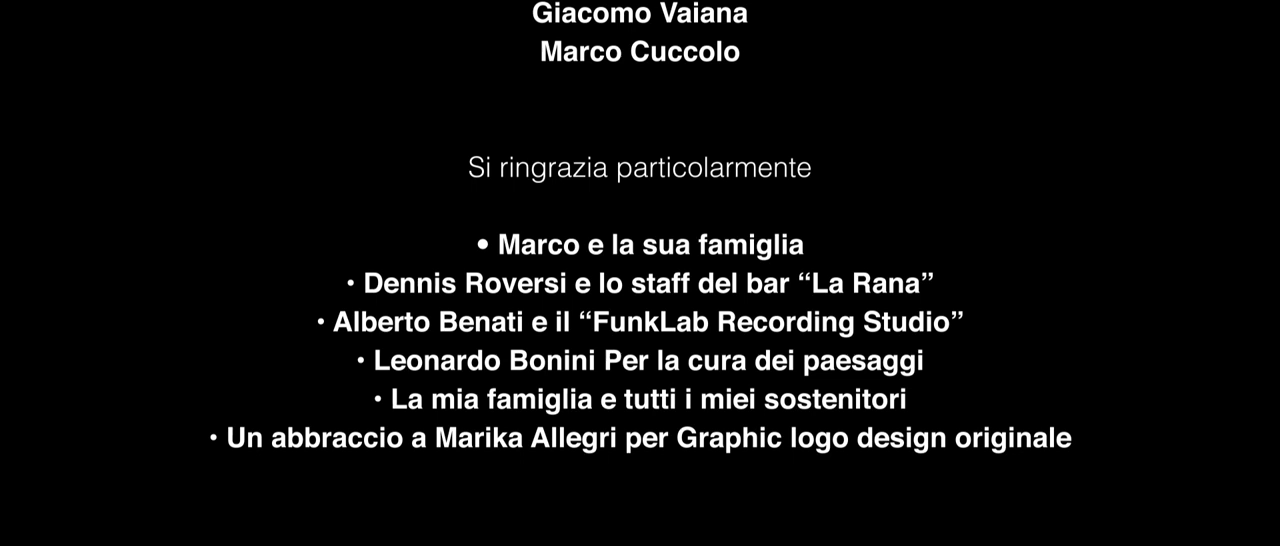 Giacomo Vaiana
Marco Cuccolo
Si ringrazia particolarmente
• Marco e la sua famiglia
• Dennis Roversi e lo staff del bar “La Rana”
• Alberto Benati e il “FunkLab Recording Studio”
• Leonardo Bonini Per la cura dei paesaggi
• La mia famiglia e tutti i miei sostenitori
• Un abbraccio a Marika Allegri per Graphic logo design originale